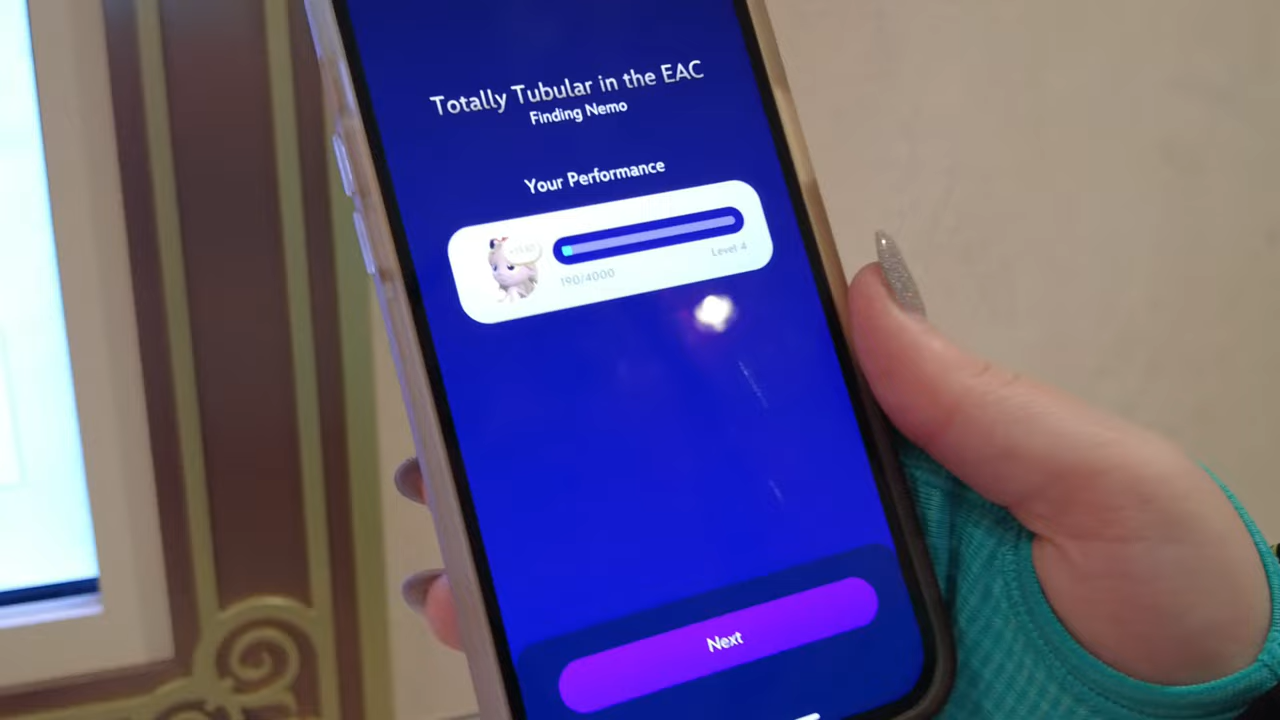 Totally Tubular in the EAC
Finding Nemo
Your Performance
190/4000
Level 4
Next